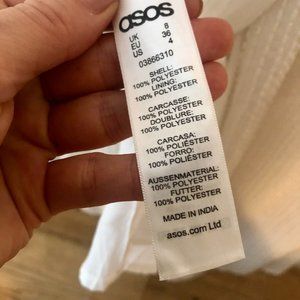 asos
UK 8
EU 36
US 4
03866310
SHELL:
100% POLYESTER
LINING:
100% POLYESTER
CARCASSE:
100% POLYESTER
DOUBLURE:
100% POLYESTER
CARCASA:
100% POLIÉSTER
FORRO:
100% POLIÉSTER
AUSSENMATERIAL:
100% POLYESTER
FUTTER:
100% POLYESTER
MADE IN INDIA
asos.com Ltd